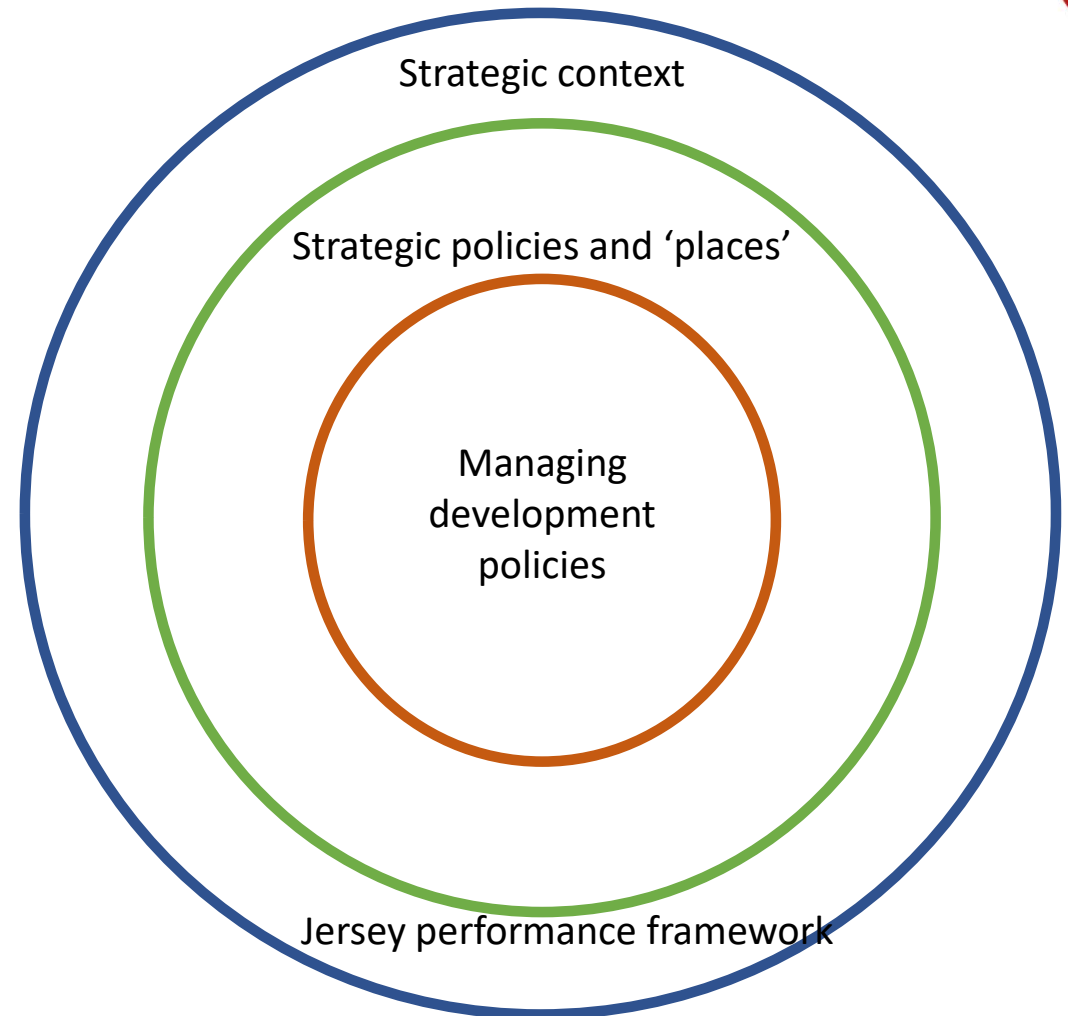 Strategic context
Strategic policies and ‘places’
Managing
development
policies
Jersey performance framework